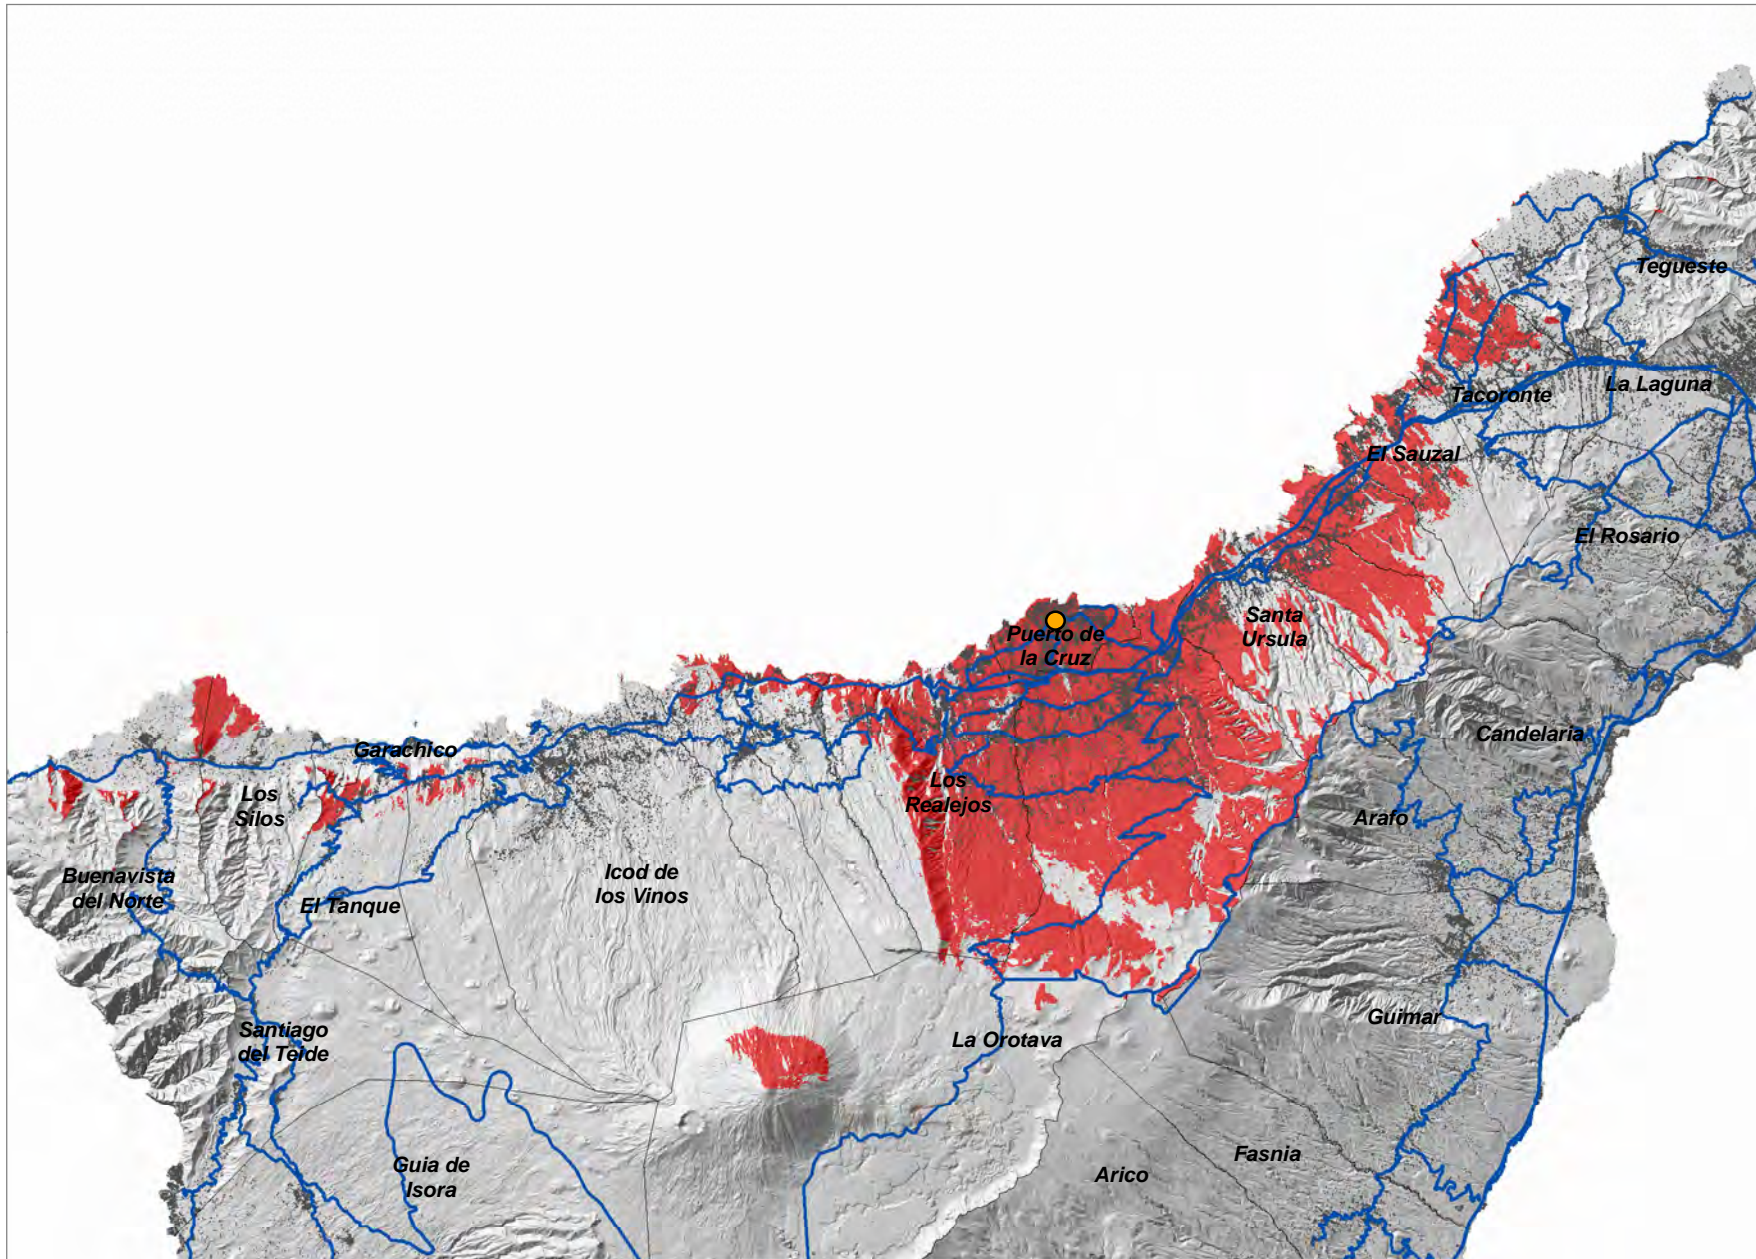 Tegueste
La Laguna
Tacoronte
El Sauzal
El Rosario
Santa
Ursula
Puerto de
la Cruz
Candelaria
Garachico
Los
Silos
Los
Realejos
Arafo
Buenavista
del Norte
Icod de
los Vinos
El Tanque
Guimar
Santiago
del Teide
La Orotava
Fasnia
Guia de
Isora
Arico